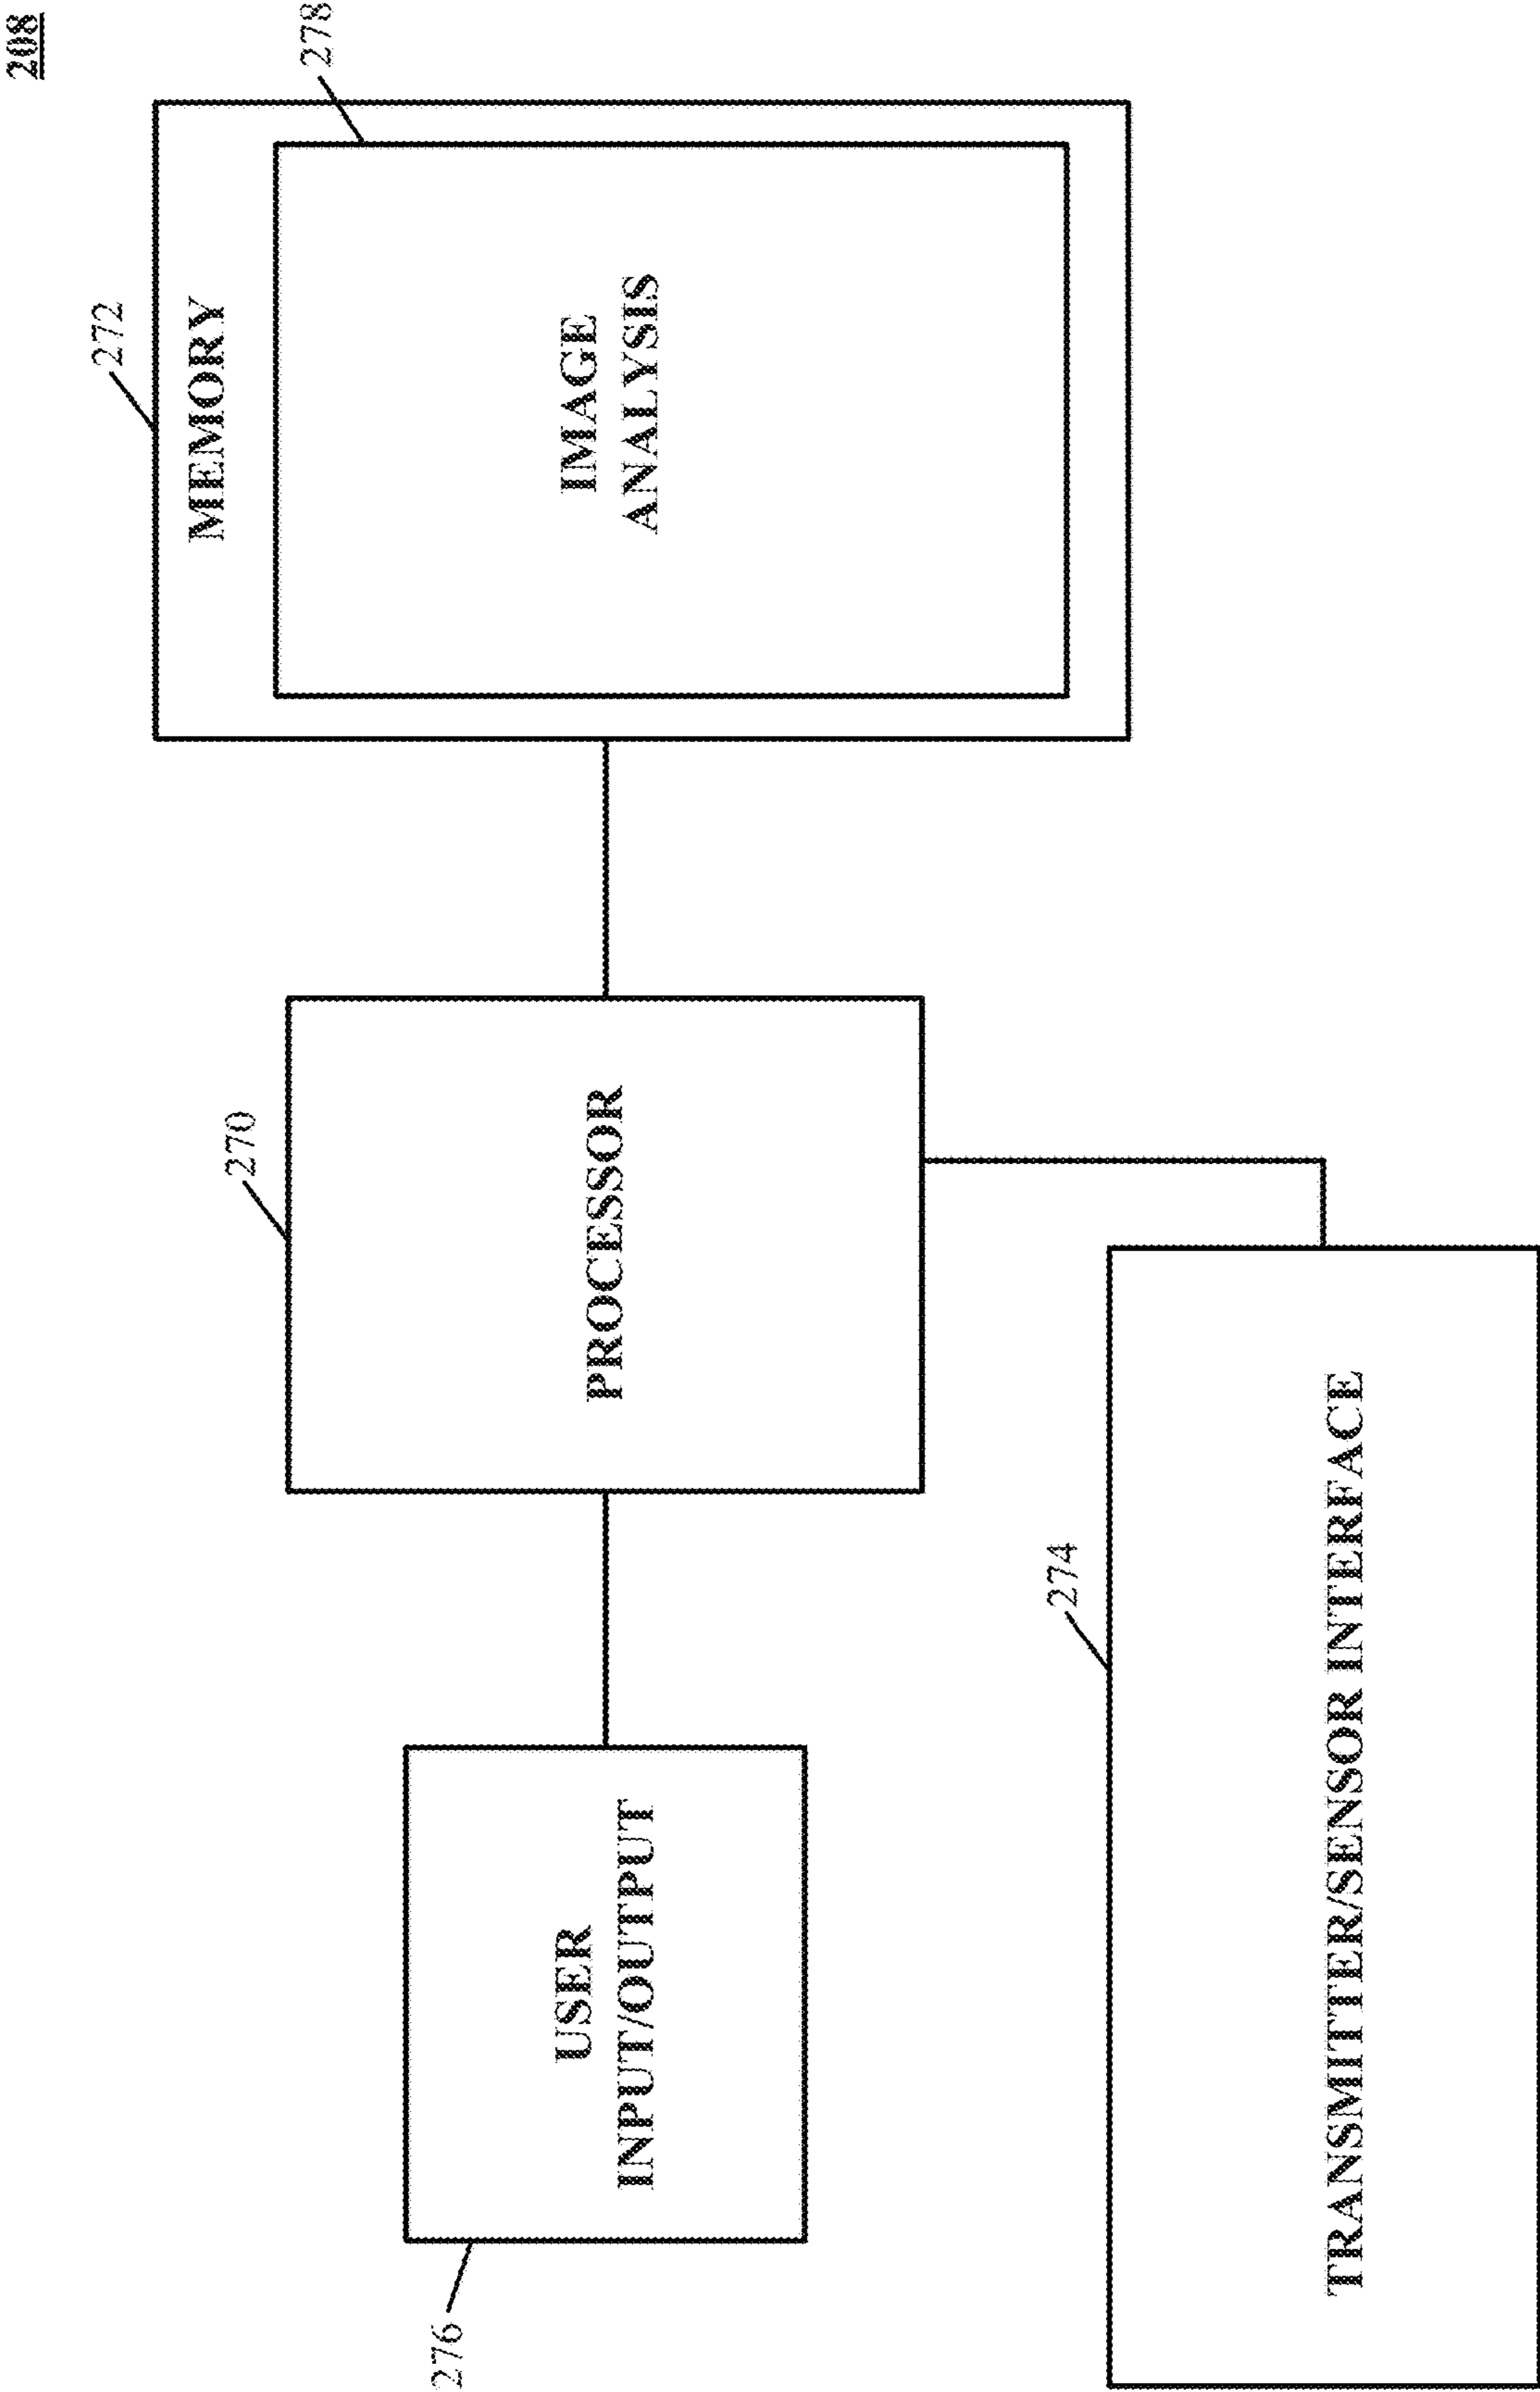 208
272
278
MEMORY
IMAGE
ANALYSIS
270
PROCESSOR
276
USER
INPUT/OUTPUT
274
TRANSMITTER/SENSOR INTERFACE